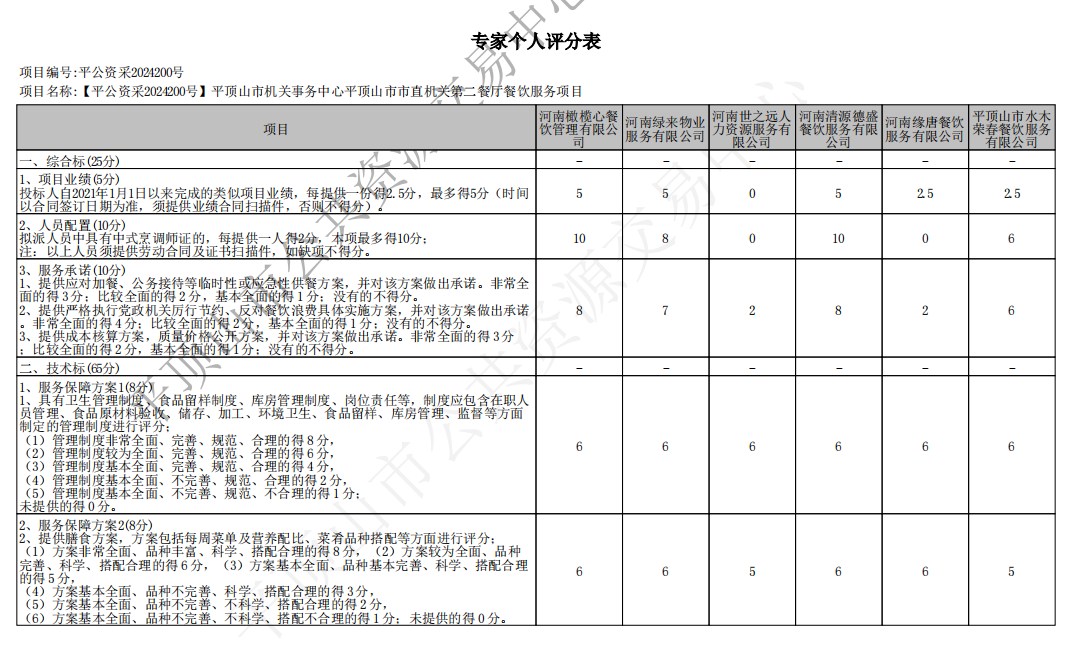 专家个人评分表
项目编号:平公资采2024200号
项目名称:【平公资采2024200号】平顶山市机关事务中心平顶山市市直机关第二餐厅餐饮服务项目
项目
河南橄榄心餐
饮管理有限公
司
河南绿来物业
服务有限公司
河南世之远人
力资源服务有
限公司
河南清源德盛
餐饮服务有限
公司
河南缘唐餐饮
服务有限公司
平顶山市水木
荣春餐饮服务
有限公司
一、综合标(25分)
－ － － － － －
1、项目业绩(5分)
投标人自2021年1月1日以来完成的类似项目业绩，每提供一份得2.5分，最多得5分（时间
以合同签订日期为准，须提供业绩合同扫描件，否则不得分）。
5 5 0 5 2.5 2.5
2、人员配置(10分)
拟派人员中具有中式烹调师证的，每提供一人得2分，本项最多得10分；
注：以上人员须提供劳动合同及证书扫描件，如缺项不得分。
10 8 0 10 0 6
3、服务承诺(10分)
1、提供应对加餐、公务接待等临时性或应急性供餐方案，并对该方案做出承诺。非常全
面的得3分；比较全面的得2分，基本全面的得1分；没有的不得分。
2、提供严格执行党政机关厉行节约、反对餐饮浪费具体实施方案，并对该方案做出承诺
。非常全面的得4分；比较全面的得2分，基本全面的得1分；没有的不得分。
3、提供成本核算方案，质量价格公开方案，并对该方案做出承诺。非常全面的得3分
；比较全面的得2分，基本全面的得1分；没有的不得分。
8 7 2 8 2 6
二、技术标(65分)
－ － － － － －
1、服务保障方案1(8分)
1、具有卫生管理制度、食品留样制度、库房管理制度、岗位责任等，制度应包含在职人
员管理、食品原材料验收、储存、加工、环境卫生、食品留样、库房管理、监督等方面
制定的管理制度进行评分；
（1）管理制度非常全面、完善、规范、合理的得8分，
（2）管理制度较为全面、完善、规范、合理的得6分，
（3）管理制度基本全面、完善、规范、合理的得4分，
（4）管理制度基本全面、不完善、规范、合理的得2分，
（5）管理制度基本全面、不完善、规范、不合理的得1分；
未提供的得0分。
6 6 6 6 6 6
2、服务保障方案2(8分)
2、提供膳食方案，方案包括每周菜单及营养配比、菜肴品种搭配等方面进行评分；
（1）方案非常全面、品种丰富、科学、搭配合理的得8分，（2）方案较为全面、品种
完善、科学、搭配合理的得6分，（3）方案基本全面、品种基本完善、科学、搭配合理
的得5分，
（4）方案基本全面、品种不完善、科学、搭配合理的得3分，
（5）方案基本全面、品种不完善、不科学、搭配合理的得2分，
（6）方案基本全面、品种不完善、不科学、搭配不合理的得1分；未提供的得0分。
6 6 5 6 6 5
平顶山市公共资源交易中心
平顶山市公共资源交易中心